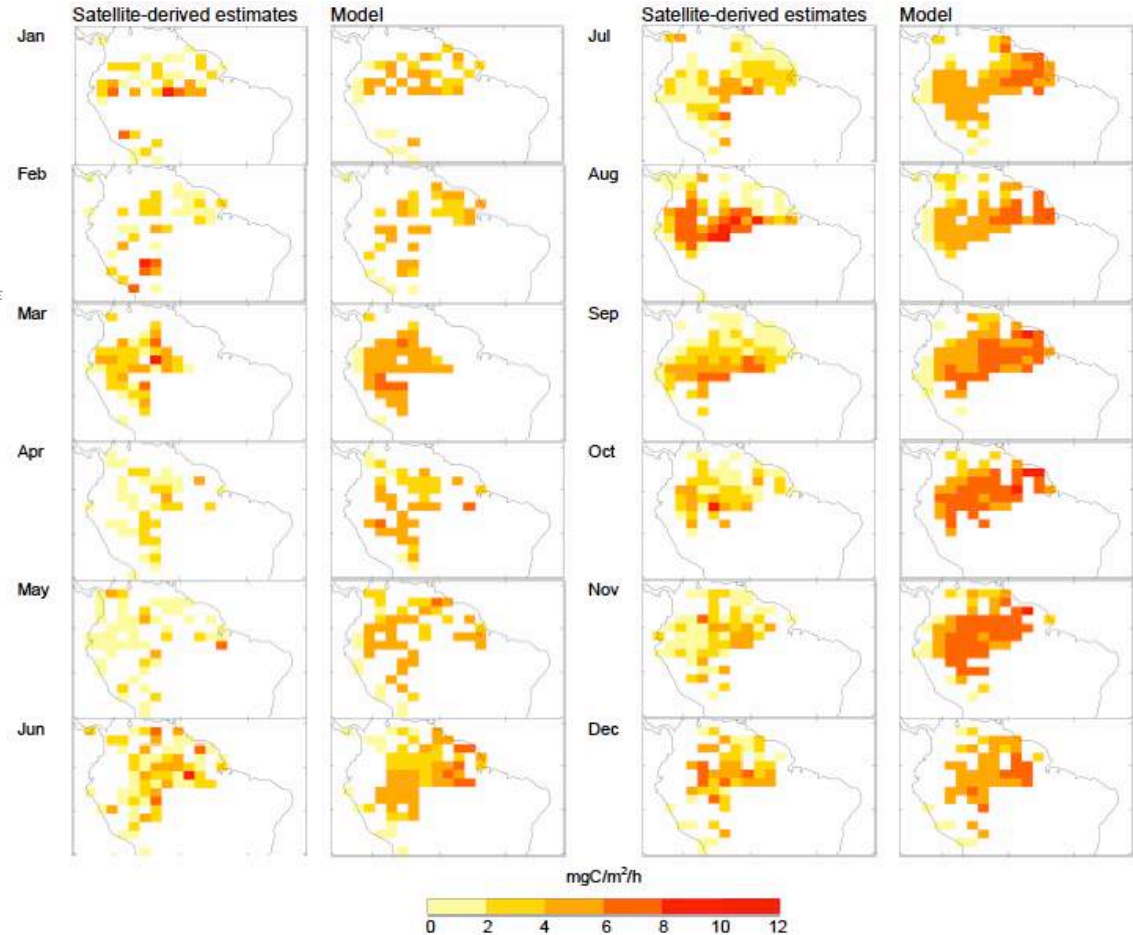 Satellite-derived estimates Model Satellite-derived estimates Model
Jan Jul
Feb Aug
Mar Sep
Apr Oct
May Nov
Jun Dec
mgC/m²/h
0 2 4 6 8 10 12